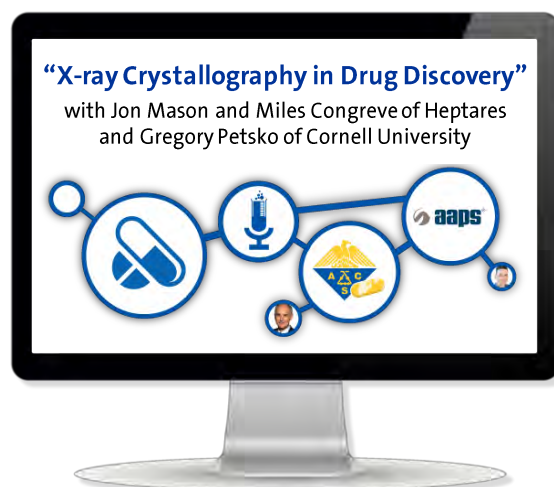 “X-ray Crystallography in Drug Discovery”
with Jon Mason and Miles Congreve of Heptares
and Gregory Petsko of Cornell University
aaps
A C
S